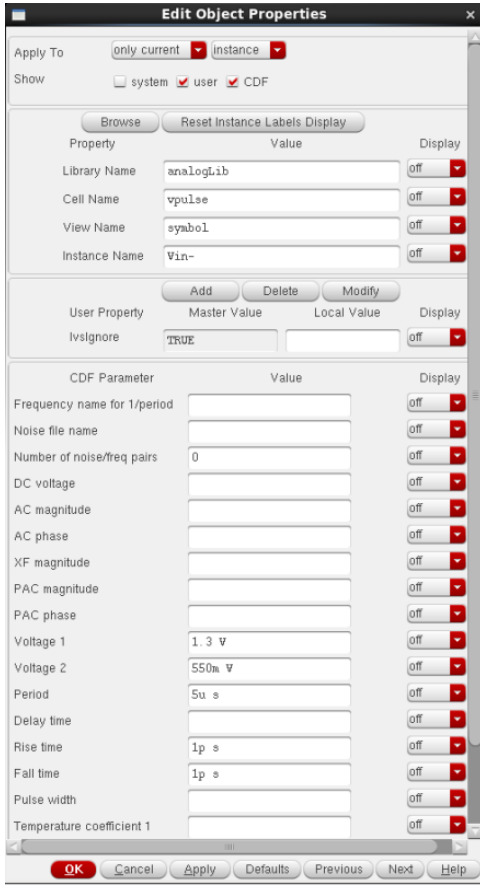 Edit Object Properties
Apply To only current instance
Show system user CDF
Browse Reset Instance Labels Display
Property Value Display
Library Name analogLib off
Cell Name vpulse off
View Name symbol off
Instance Name Vin- off
Add Delete Modify
User Property Master Value Local Value Display
lvsIgnore TRUE off
CDF Parameter Value Display
Frequency name for 1/period off
Noise file name off
Number of noise/freq pairs 0 off
DC voltage off
AC magnitude off
AC phase off
XF magnitude off
PAC magnitude off
PAC phase off
Voltage 1 1.3 V off
Voltage 2 550m V off
Period 5u s off
Delay time off
Rise time 1p s off
Fall time 1p s off
Pulse width off
Temperature coefficient 1 off
OK Cancel Apply Defaults Previous Next Help